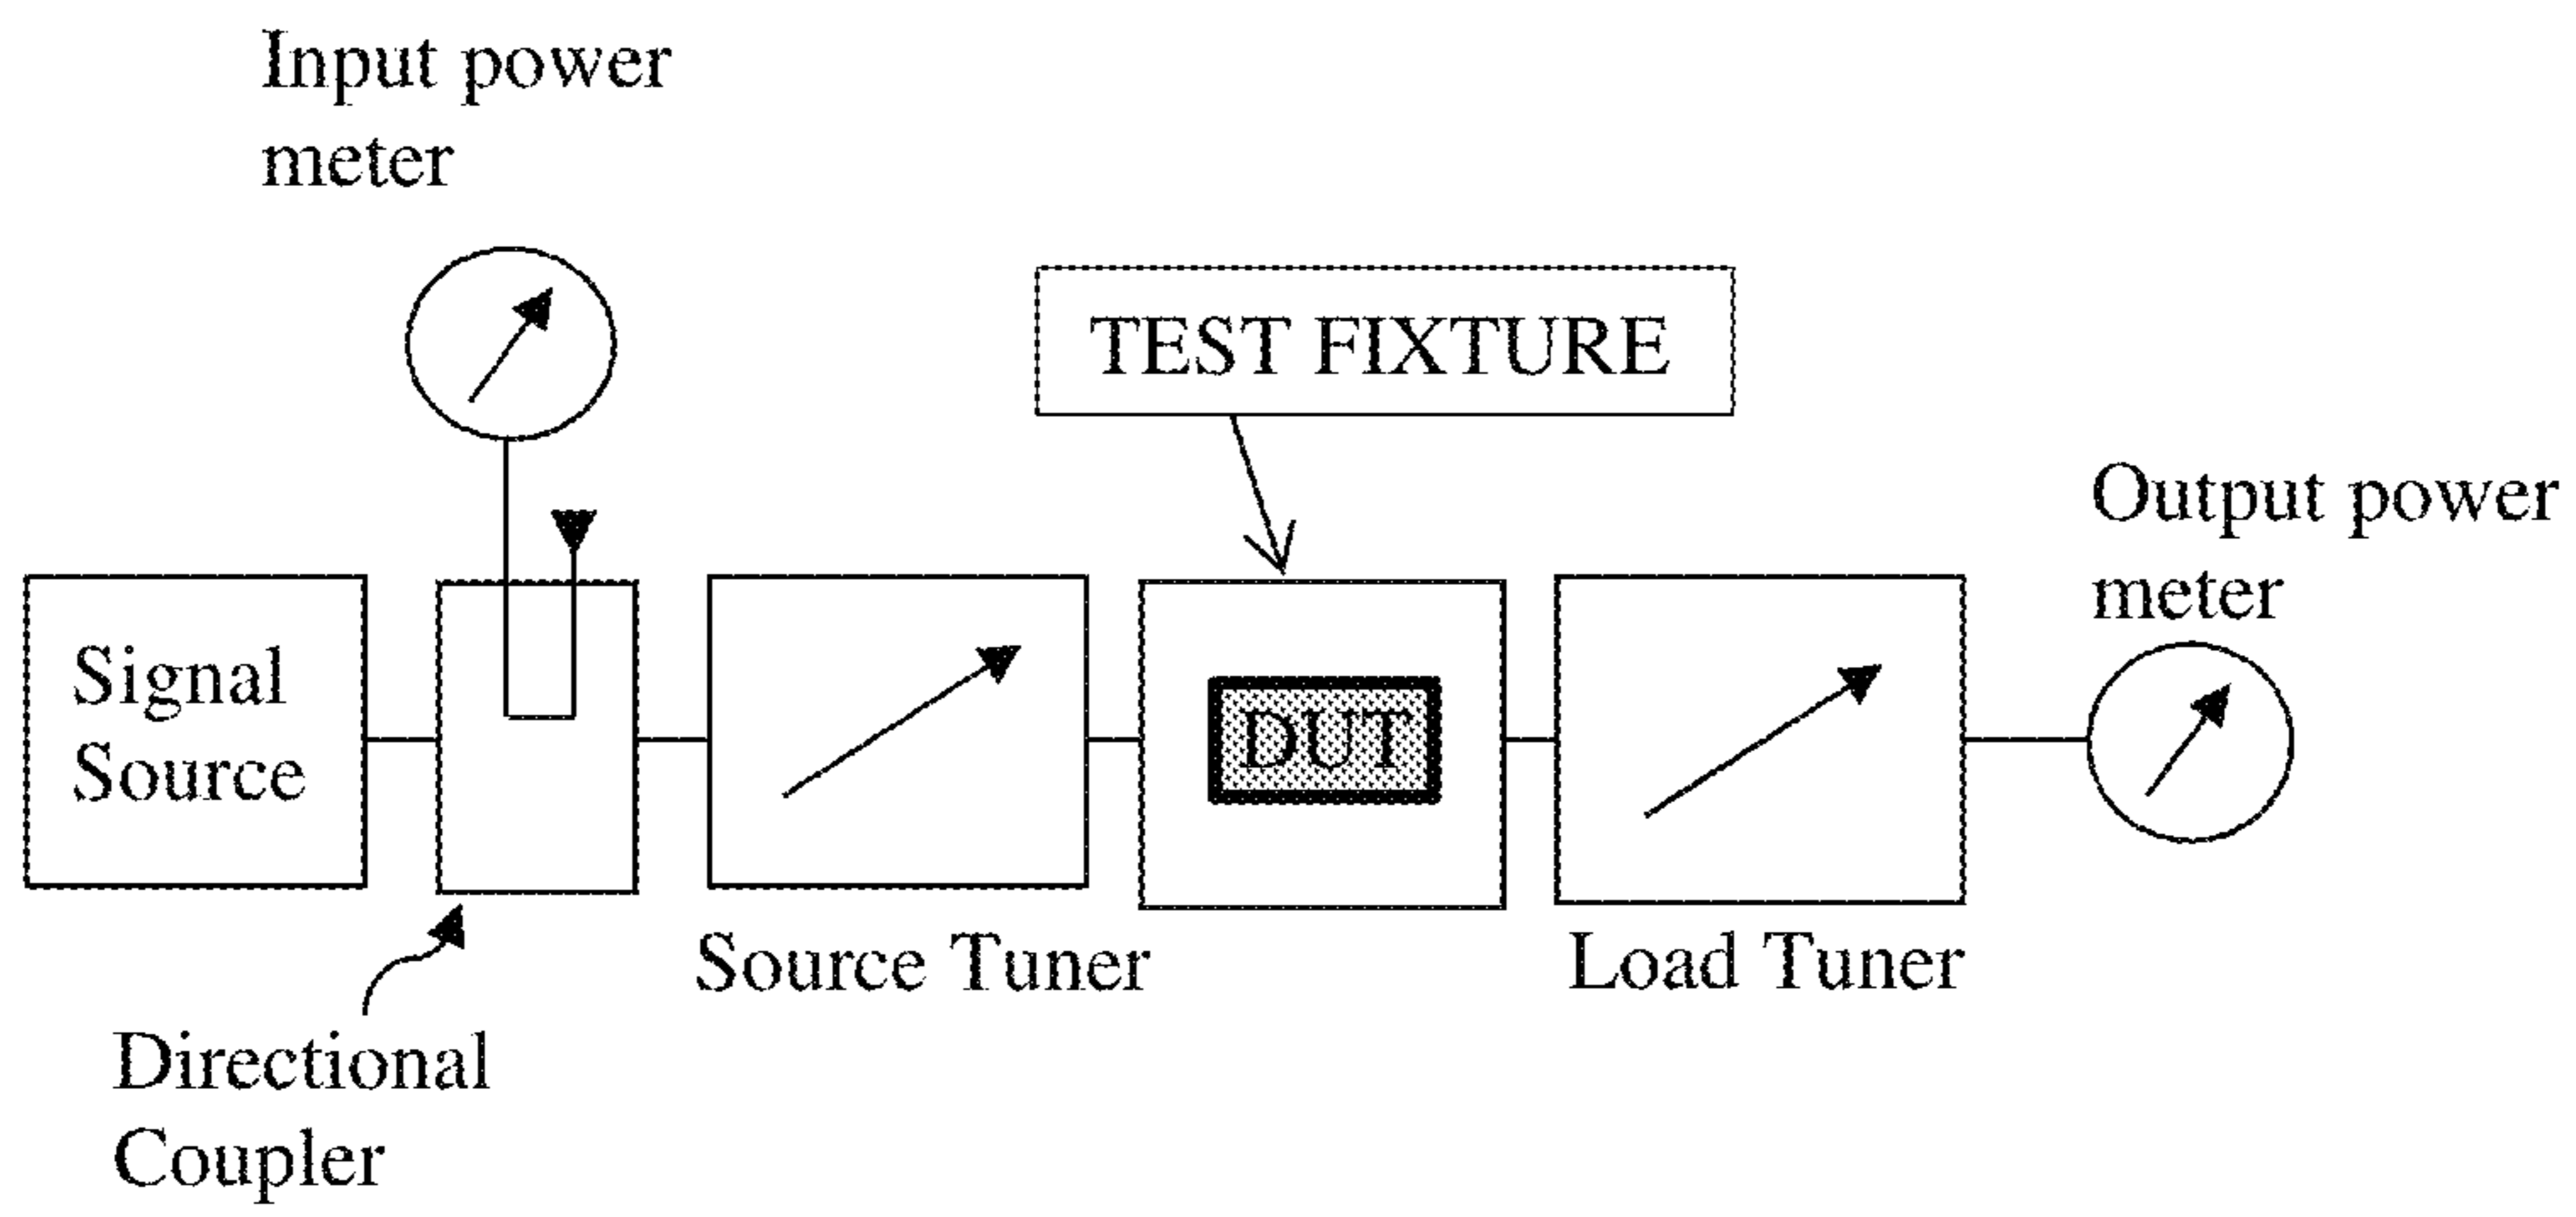 Input power
meter
TEST FIXTURE
Output power
meter
Signal
Source
DUT
Source Tuner
Load Tuner
Directional
Coupler